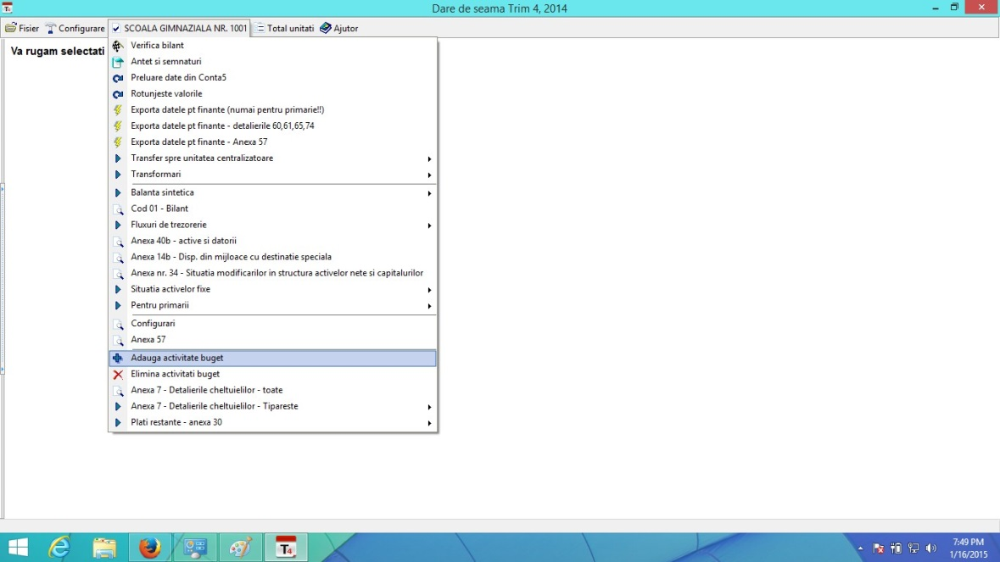 Dare de seama Trim 4, 2014
Fisier Configurare SCOALA GIMNAZIALA NR. 1001 Total unitati Ajutor
Va rugam selectati
Verifica bilant
Antet si semnaturi
Preluare date din Conta5
Rotunjeste valorile
Exporta datele pt finante (numai pentru primarie!!)
Exporta datele pt finante - detalierile 60,61,65,74
Exporta datele pt finante - Anexa 57
Transfer spre unitatea centralizatoare
Transformari
Balanta sintetica
Cod 01 - Bilant
Fluxuri de trezorerie
Anexa 40b - active si datorii
Anexa 14b - Disp. din mijloace cu destinatie speciala
Anexa nr. 34 - Situatia modificarilor in structura activelor nete si capitalurilor
Situatia activelor fixe
Pentru primarii
Configurari
Anexa 57
Adauga activitate buget
Elimina activitati buget
Anexa 7 - Detalierile cheltuielilor - toate
Anexa 7 - Detalierile cheltuielilor - Tipareste
Plati restante - anexa 30
T4
7:49 PM
1/16/2015